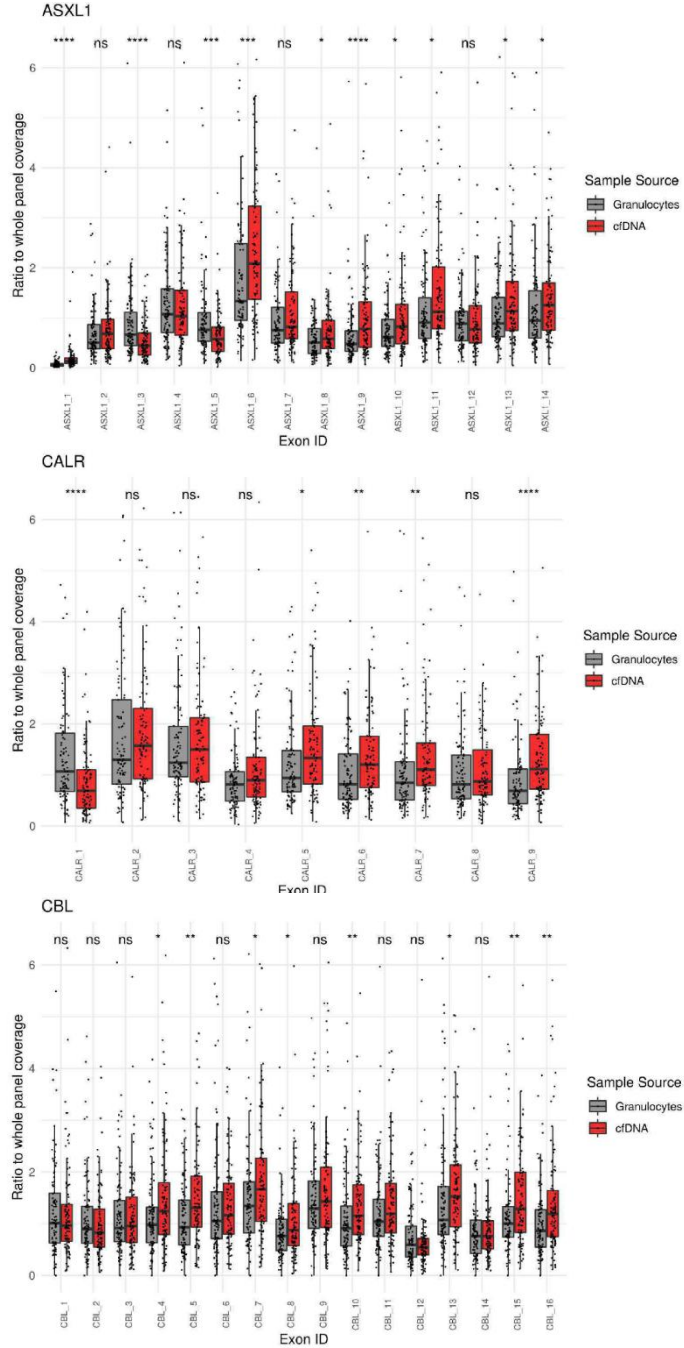 ASXL1
**** ns **** ns *** *** ns * **** * * ns * *
6
4
2
0
Ratio to whole panel coverage
ASXL1_1 ASXL1_2 ASXL1_3 ASXL1_4 ASXL1_5 ASXL1_6 ASXL1_7 ASXL1_8 ASXL1_9 ASXL1_10 ASXL1_11 ASXL1_12 ASXL1_13 ASXL1_14
Exon ID
Sample Source
Granulocytes
cfDNA
CALR
**** ns ns ns * ** ** ns ****
6
4
2
0
Ratio to whole panel coverage
CALR_1 CALR_2 CALR_3 CALR_4 CALR_5 CALR_6 CALR_7 CALR_8 CALR_9
Exon ID
Sample Source
Granulocytes
cfDNA
CBL
ns ns ns * ** ns * * ns ** ns ns * ns ** **
6
4
2
0
Ratio to whole panel coverage
CBL_1 CBL_2 CBL_3 CBL_4 CBL_5 CBL_6 CBL_7 CBL_8 CBL_9 CBL_10 CBL_11 CBL_12 CBL_13 CBL_14 CBL_15 CBL_16
Exon ID
Sample Source
Granulocytes
cfDNA